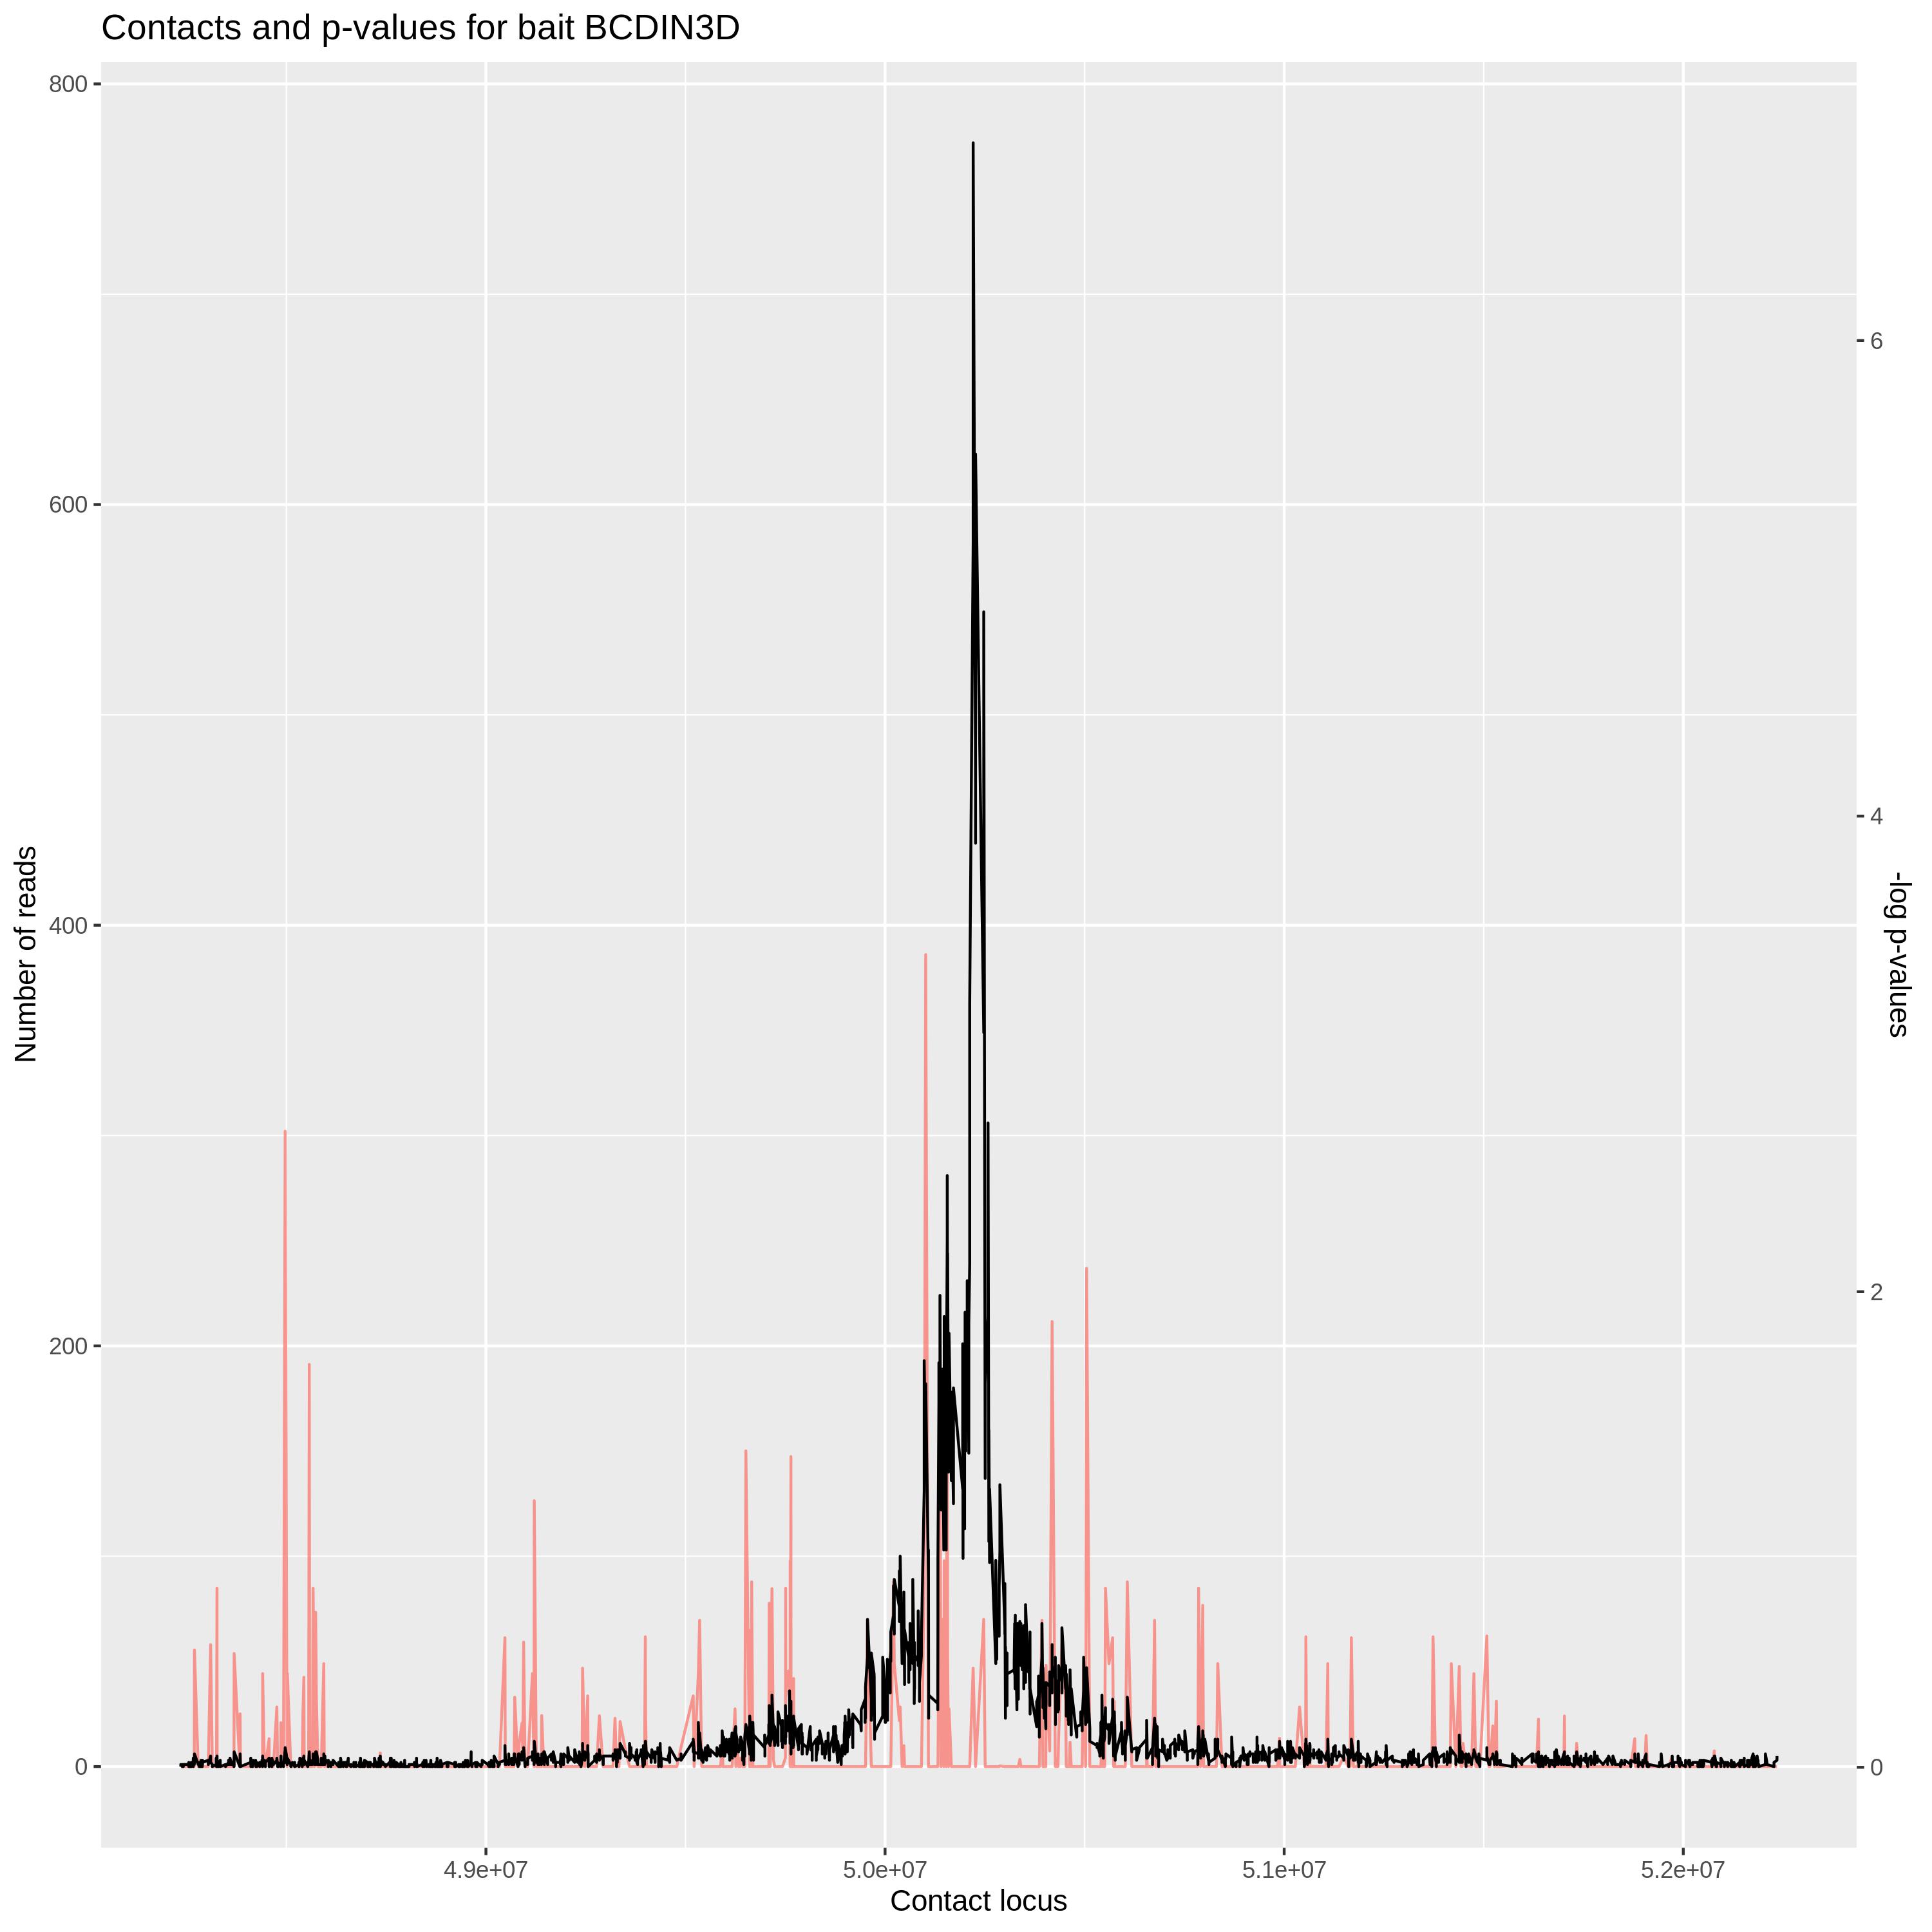 Contacts and p-values for bait BCDIN3D
800
600
400
200
0
Number of reads
6
4
2
0
-log p-values
4.9e+07
5.0e+07
5.1e+07
5.2e+07
Contact locus